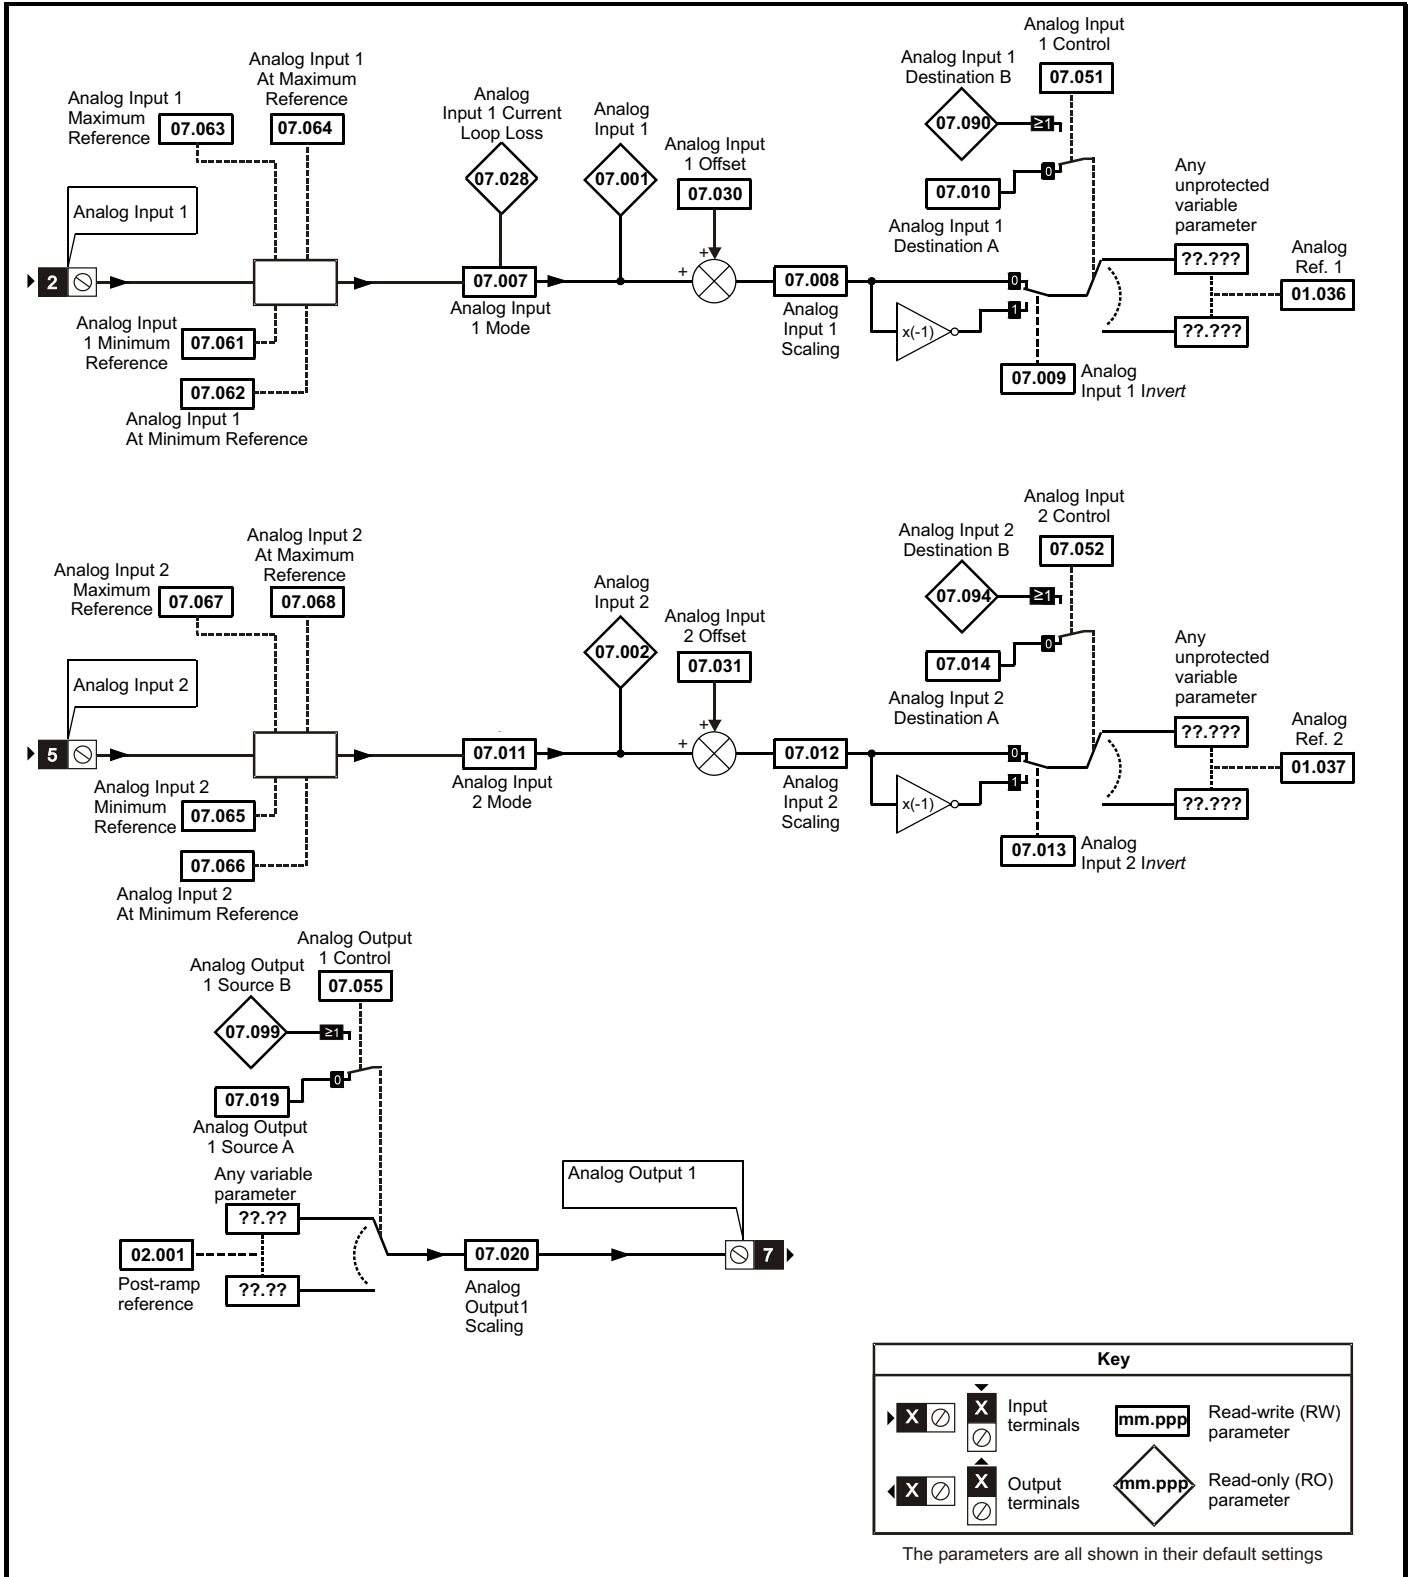 Analog Input 1
Maximum
Reference
07.063
Analog Input 1
At Maximum
Reference
07.064
Analog
Input 1 Current
Loop Loss
07.028
Analog
Input 1
07.001
Analog Input
1 Offset
07.030
Analog Input 1
Destination B
07.090
≥1
Analog Input
1 Control
07.051
0
07.010
Analog Input 1
Destination A
Any
unprotected
variable
parameter
??.???
??.???
Analog
Ref. 1
01.036
Analog Input 1
2
07.007
Analog Input
1 Mode
+
+
07.008
Analog
Input 1
Scaling
0
1
x(-1)
07.009
Analog
Input 1 Invert
Analog Input
1 Minimum
Reference
07.061
07.062
Analog Input 1
At Minimum Reference
Analog Input 2
Maximum
Reference
07.067
Analog Input 2
At Maximum
Reference
07.068
Analog
Input 2
07.002
Analog Input
2 Offset
07.031
Analog Input 2
Destination B
07.094
≥1
Analog Input
2 Control
07.052
0
07.014
Analog Input 2
Destination A
Any
unprotected
variable
parameter
??.???
??.???
Analog
Ref. 2
01.037
Analog Input 2
5
07.011
Analog Input
2 Mode
+
+
07.012
Analog
Input 2
Scaling
0
1
x(-1)
07.013
Analog
Input 2 Invert
Analog Input 2
Minimum
Reference
07.065
07.066
Analog Input 2
At Minimum Reference
Analog Output
1 Source B
07.099
≥1
Analog Output
1 Control
07.055
0
07.019
Analog Output
1 Source A
Any variable
parameter
??.??
??.??
02.001
Post-ramp
reference
07.020
Analog
Output1
Scaling
Analog Output 1
7
Key
X
X
Input
terminals
mm.ppp
Read-write (RW)
parameter
X
X
Output
terminals
mm.ppp
Read-only (RO)
parameter
The parameters are all shown in their default settings